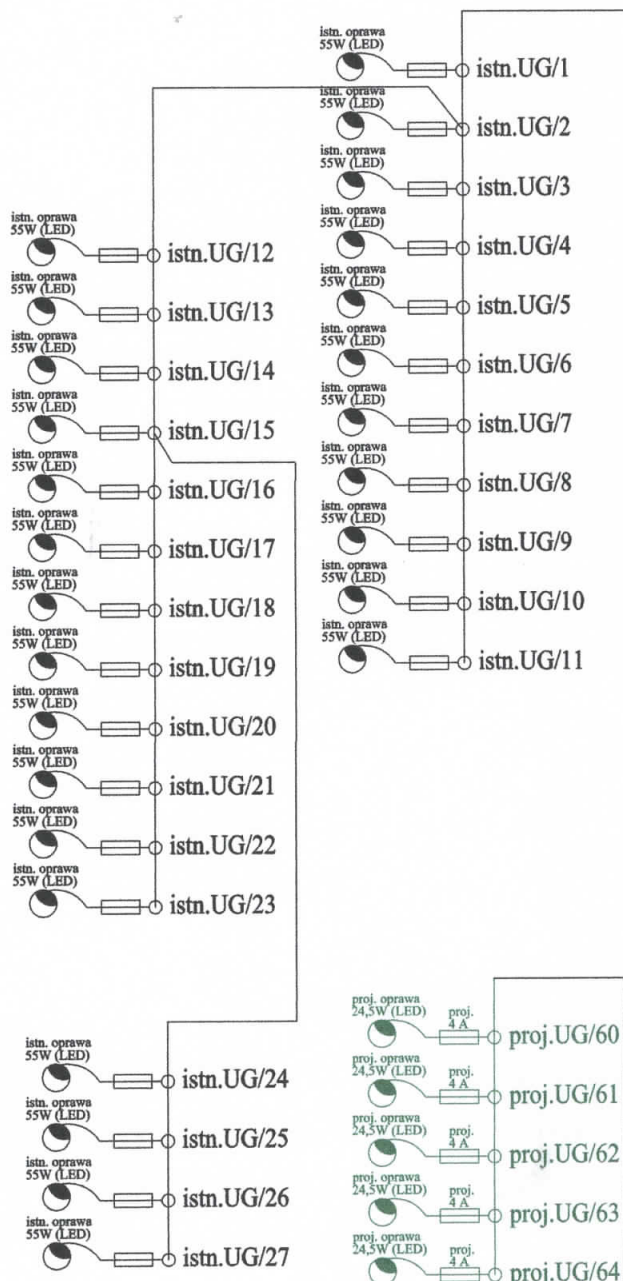 istn. oprawa
55W (LED)
istn.UG/1
istn. oprawa
55W (LED)
istn.UG/2
istn. oprawa
55W (LED)
istn.UG/3
istn. oprawa
55W (LED)
istn.UG/4
istn. oprawa
55W (LED)
istn.UG/5
istn. oprawa
55W (LED)
istn.UG/6
istn. oprawa
55W (LED)
istn.UG/7
istn. oprawa
55W (LED)
istn.UG/8
istn. oprawa
55W (LED)
istn.UG/9
istn. oprawa
55W (LED)
istn.UG/10
istn. oprawa
55W (LED)
istn.UG/11
istn. oprawa
55W (LED)
istn.UG/12
istn. oprawa
55W (LED)
istn.UG/13
istn. oprawa
55W (LED)
istn.UG/14
istn. oprawa
55W (LED)
istn.UG/15
istn. oprawa
55W (LED)
istn.UG/16
istn. oprawa
55W (LED)
istn.UG/17
istn. oprawa
55W (LED)
istn.UG/18
istn. oprawa
55W (LED)
istn.UG/19
istn. oprawa
55W (LED)
istn.UG/20
istn. oprawa
55W (LED)
istn.UG/21
istn. oprawa
55W (LED)
istn.UG/22
istn. oprawa
55W (LED)
istn.UG/23
istn. oprawa
55W (LED)
istn.UG/24
istn. oprawa
55W (LED)
istn.UG/25
istn. oprawa
55W (LED)
istn.UG/26
istn. oprawa
55W (LED)
istn.UG/27
proj. oprawa
24,5W (LED)
proj.
4 A
proj.UG/60
proj. oprawa
24,5W (LED)
proj.
4 A
proj.UG/61
proj. oprawa
24,5W (LED)
proj.
4 A
proj.UG/62
proj. oprawa
24,5W (LED)
proj.
4 A
proj.UG/63
proj. oprawa
24,5W (LED)
proj.
4 A
proj.UG/64